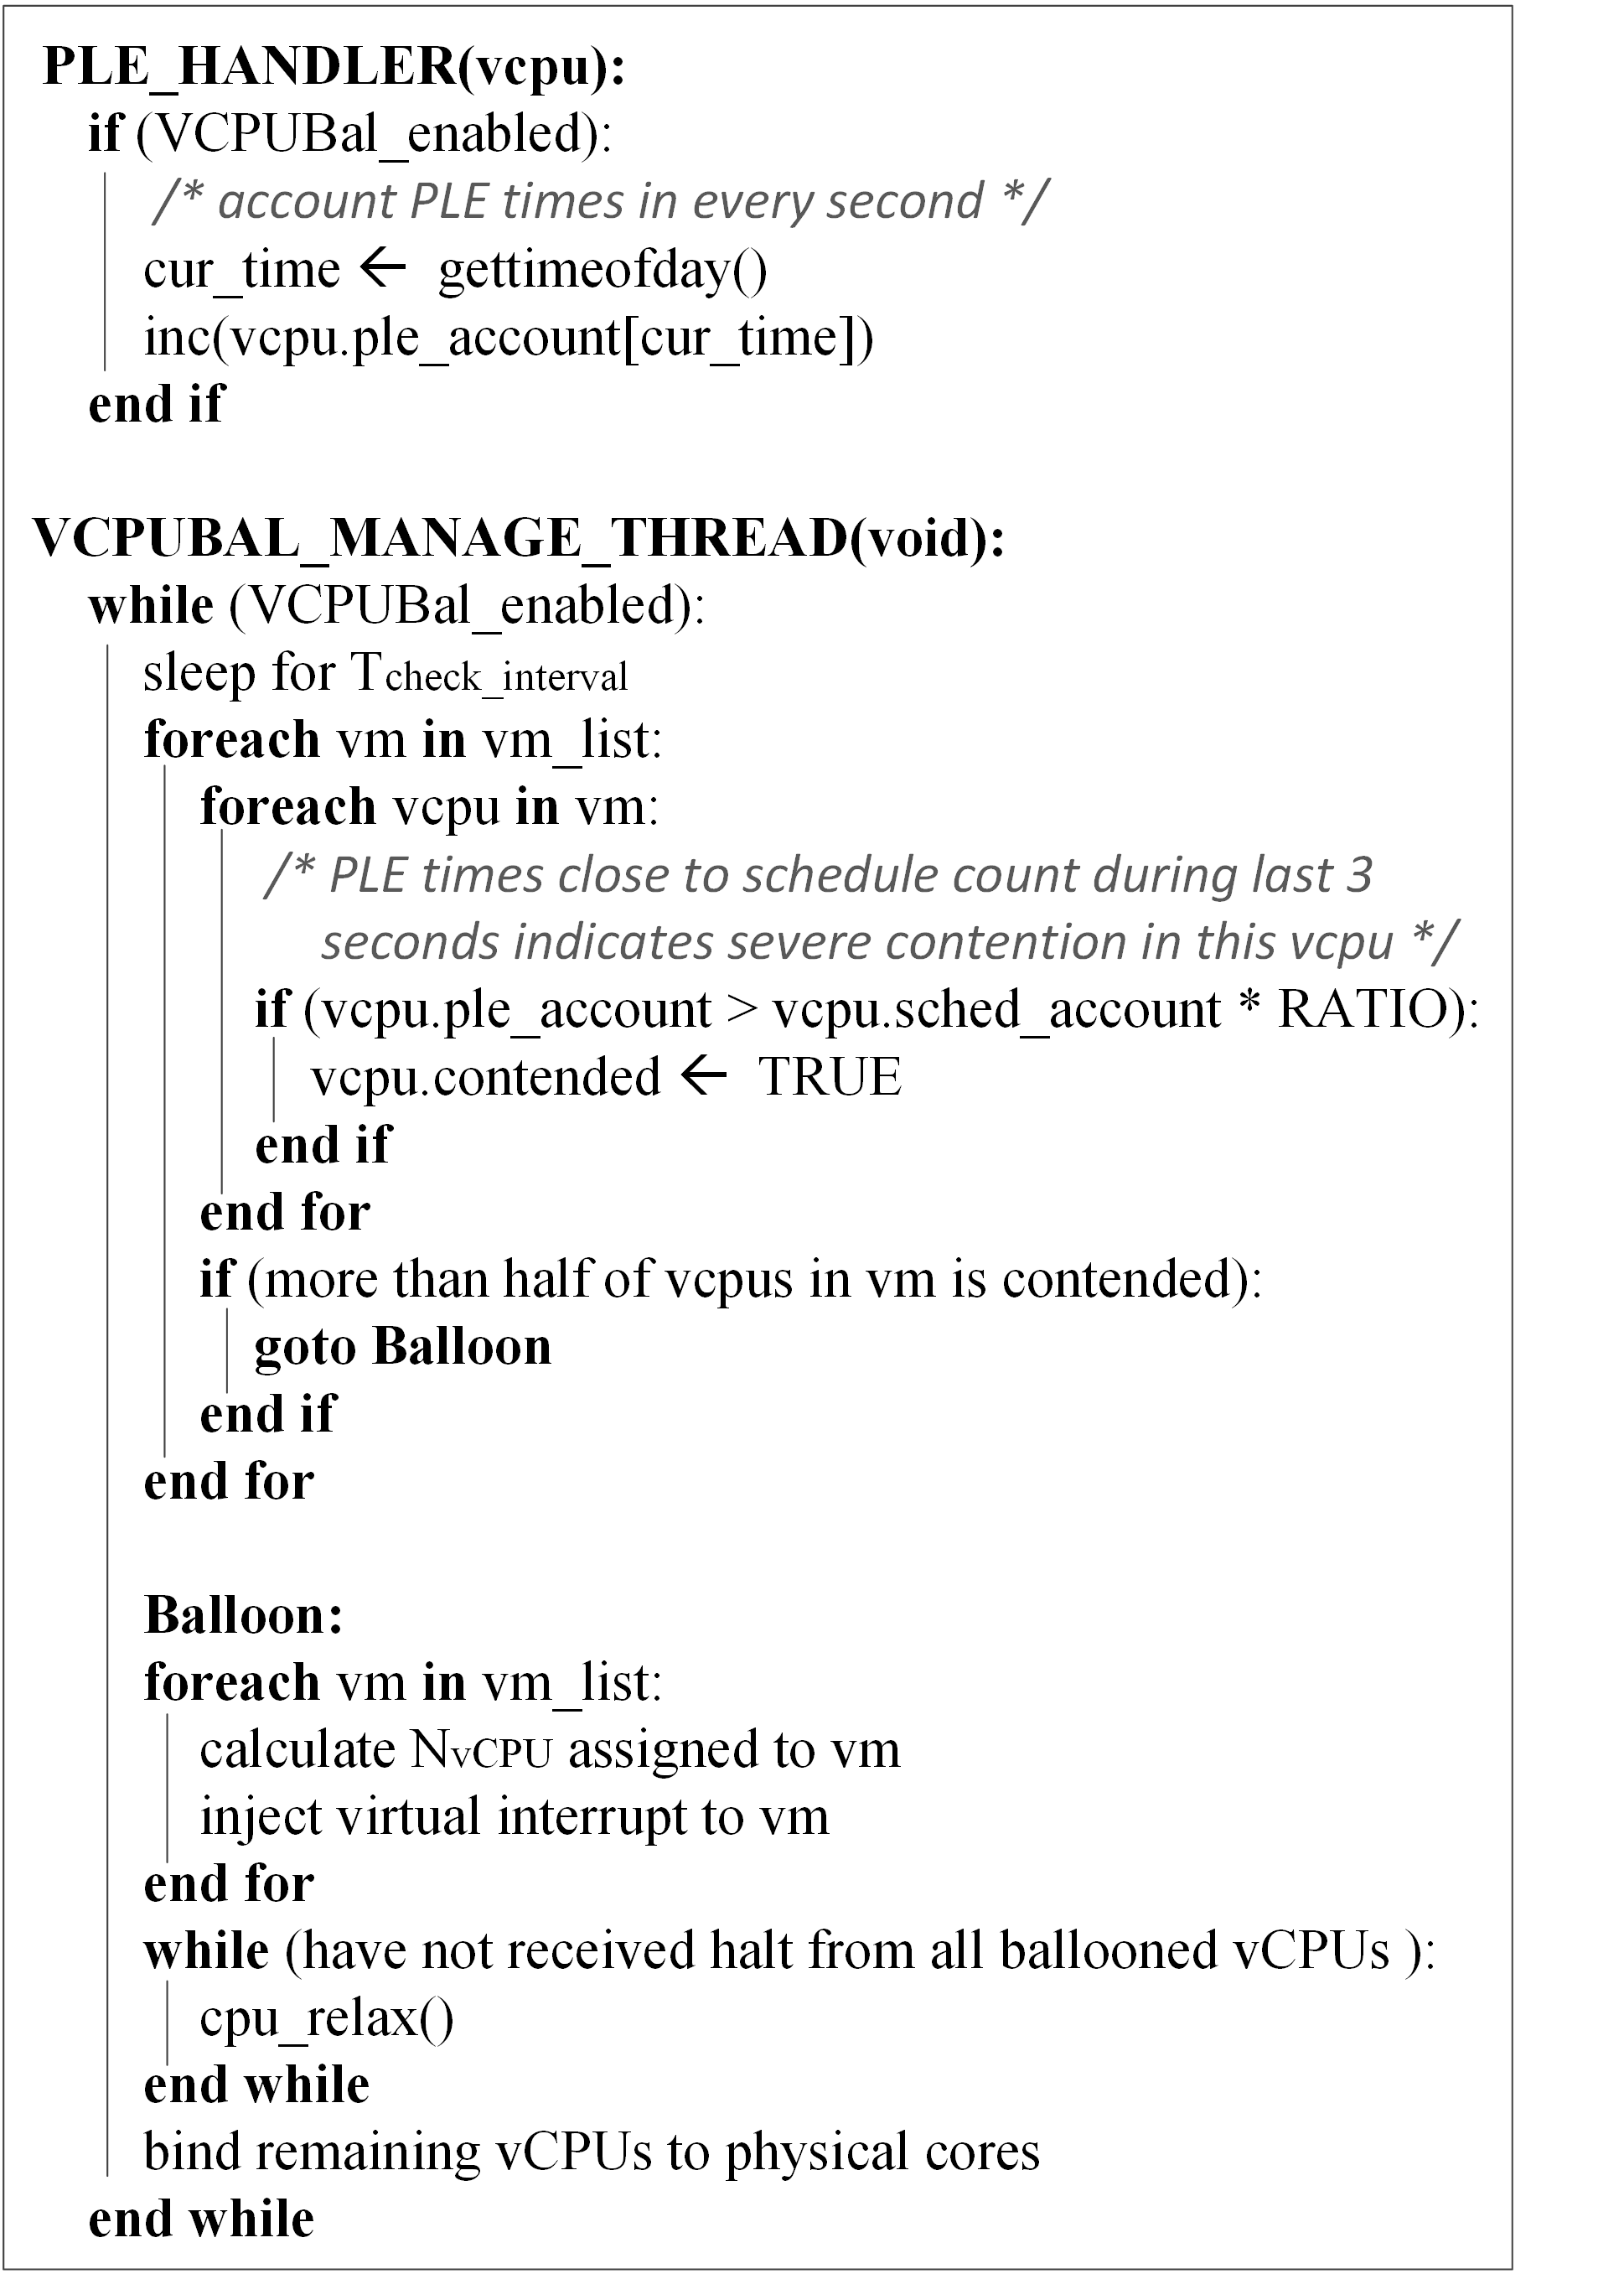 PLE_HANDLER(vcpu):
if (VCPUBal_enabled):
/* account PLE times in every second */
cur_time ← gettimeofday()
inc(vcpu.ple_account[cur_time])
end if
VCPUBAL_MANAGE_THREAD(void):
while (VCPUBal_enabled):
sleep for Tcheck_interval
foreach vm in vm_list:
foreach vcpu in vm:
/* PLE times close to schedule count during last 3
seconds indicates severe contention in this vcpu */
if (vcpu.ple_account > vcpu.sched_account * RATIO):
vcpu.contended ← TRUE
end if
end for
if (more than half of vcpus in vm is contended):
goto Balloon
end if
end for
Balloon:
foreach vm in vm_list:
calculate NvCPU assigned to vm
inject virtual interrupt to vm
end for
while (have not received halt from all ballooned vCPUs ):
cpu_relax()
end while
bind remaining vCPUs to physical cores
end while